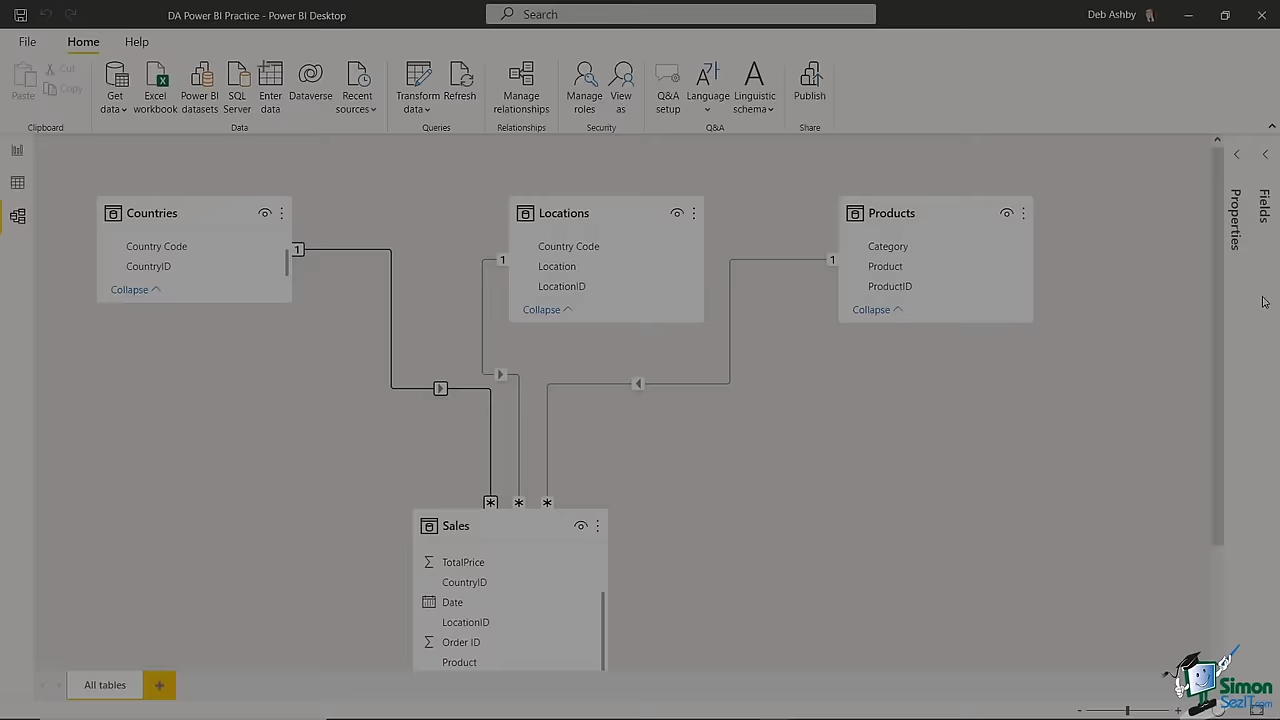 DA Power BI Practice - Power BI Desktop
Search
Deb Ashby
File
Home
Help
Paste
Cut
Copy
Clipboard
Get data
Excel workbook
Power BI datasets
SQL Server
Enter data
Dataverse
Recent sources
Data
Transform data
Refresh
Queries
Manage relationships
Relationships
Manage roles
View as
Security
Q&A setup
Language
Linguistic schema
Q&A
Publish
Share
Countries
Country Code
CountryID
Collapse
1
Locations
Country Code
Location
LocationID
Collapse
1
Products
Category
Product
ProductID
Collapse
1
Properties
Fields
* * *
Sales
Σ TotalPrice
CountryID
Date
LocationID
Σ Order ID
Product
All tables
+
- +
Simon
SezIT.com